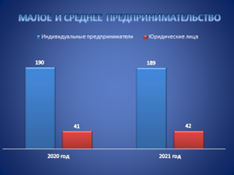 МАЛОЕ И СРЕДНЕЕ ПРЕДПРИНИМАТЕЛЬСТВО
Индивидуальные предприниматели Юридические лица
190 41 189 42
2020 год 2021 год